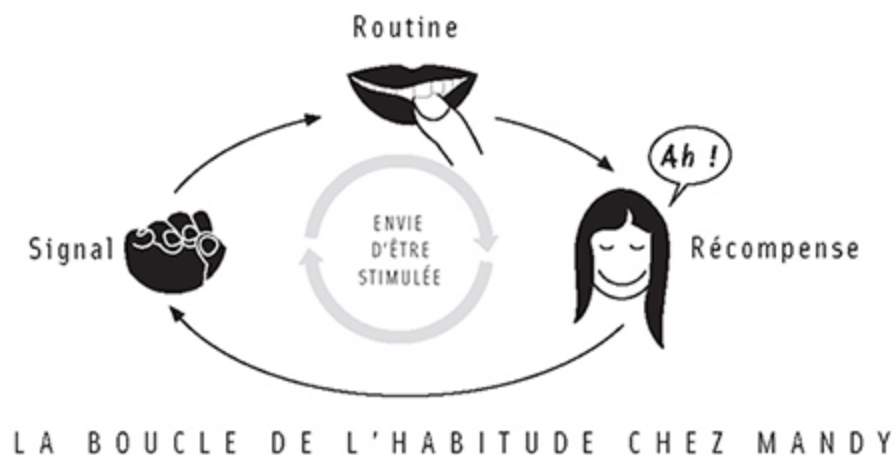 Routine
Ah !
Signal
ENVIE
D'ÊTRE
STIMULÉE
Récompense
LA BOUCLE DE L'HABITUDE CHEZ MANDY